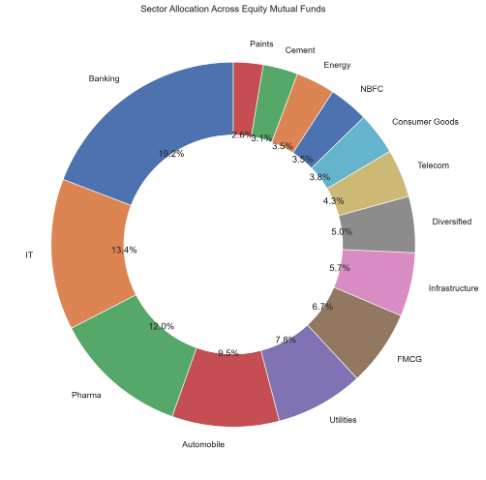 Sector Allocation Across Equity Mutual Funds
Paints
Cement
Energy
NBFC
Consumer Goods
Telecom
Diversified
Infrastructure
FMCG
Utilities
Automobile
Pharma
IT
Banking
2.6%
3.1%
3.5%
3.5%
3.8%
4.3%
5.0%
5.7%
6.7%
7.8%
9.5%
12.0%
13.4%
19.2%